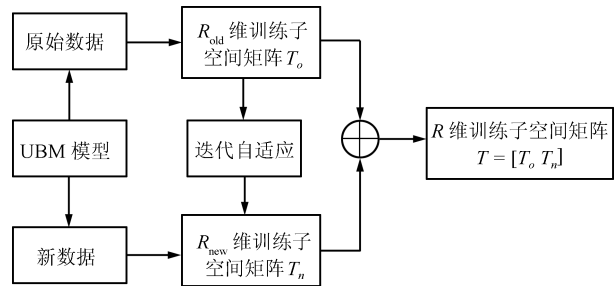 原始数据
R_old 维训练子
空间矩阵 T_o
UBM 模型
迭代自适应
R 维训练子空间矩阵
T = [T_o T_n]
新数据
R_new 维训练子
空间矩阵 T_n